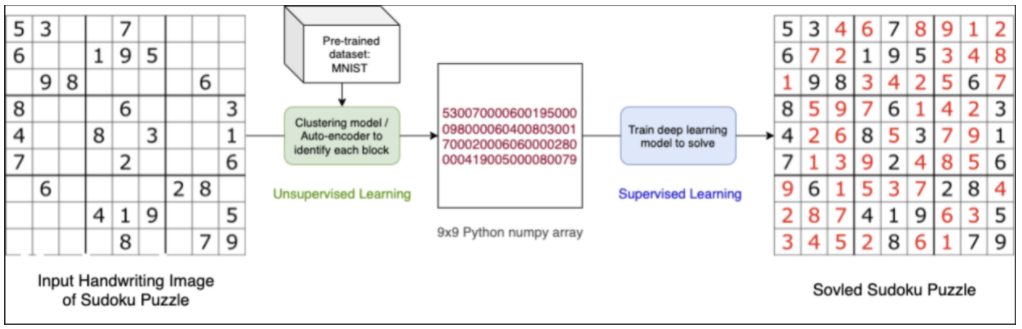 5 3 7
6 1 9 5
9 8 6
8 6 3
4 8 3 1
7 2 6
6 2 8
4 1 9 5
8 7 9
Input Handwriting Image
of Sudoku Puzzle
Pre-trained
dataset:
MNIST
Clustering model /
Auto-encoder to
identify each block
Unsupervised Learning
5300700000600195000
098000060400803001
700020006060000280
000419005000080079
9x9 Python numpy array
Train deep learning
model to solve
Supervised Learning
5 3 4 6 7 8 9 1 2
6 7 2 1 9 5 3 4 8
1 9 8 3 4 2 5 6 7
8 5 9 7 6 1 4 2 3
4 2 6 8 5 3 7 9 1
7 1 3 9 2 4 8 5 6
9 6 1 5 3 7 2 8 4
2 8 7 4 1 9 6 3 5
3 4 5 2 8 6 1 7 9
Sovled Sudoku Puzzle